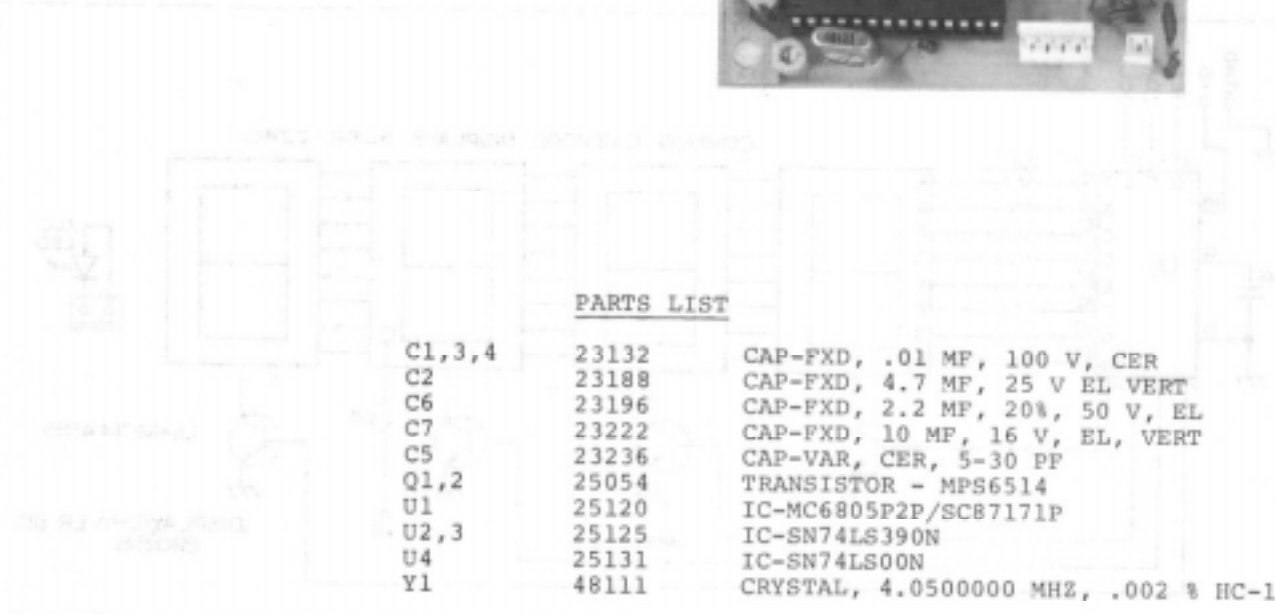 PARTS LIST
C1,3,4 23132 CAP-FXD, .01 MF, 100 V, CER
C2 23188 CAP-FXD, 4.7 MF, 25 V EL VERT
C6 23196 CAP-FXD, 2.2 MF, 20%, 50 V, EL
C7 23222 CAP-FXD, 10 MF, 16 V, EL, VERT
C5 23236 CAP-VAR, CER, 5-30 PF
Q1,2 25054 TRANSISTOR - MPS6514
U1 25120 IC-MC6805P2P/SC87171P
U2,3 25125 IC-SN74LS390N
U4 25131 IC-SN74LS00N
Y1 48111 CRYSTAL, 4.0500000 MHZ, .002 % HC-1